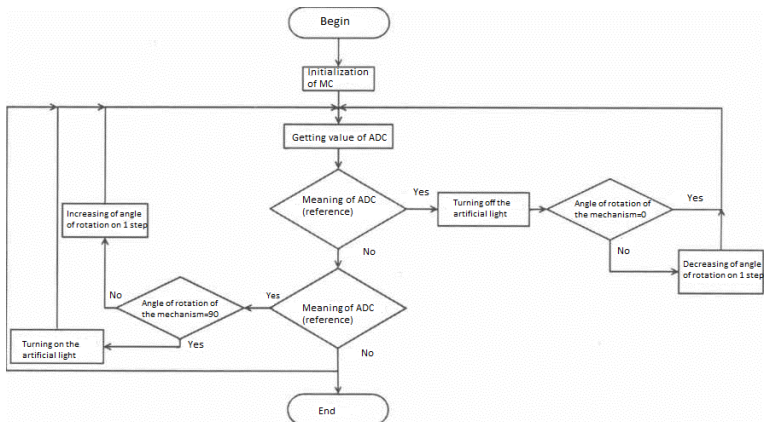 Begin
Initialization
of MC
Getting value of ADC
Meaning of ADC
(reference)
Yes
Turning off the
artificial light
Angle of rotation of
the mechanism=0
Yes
No
Decreasing of angle
of rotation on 1 step
No
Increasing of angle
of rotation on 1 step
Meaning of ADC
(reference)
Yes
Angle of rotation of
the mechanism=90
No
Yes
Turning on the
artificial light
No
End